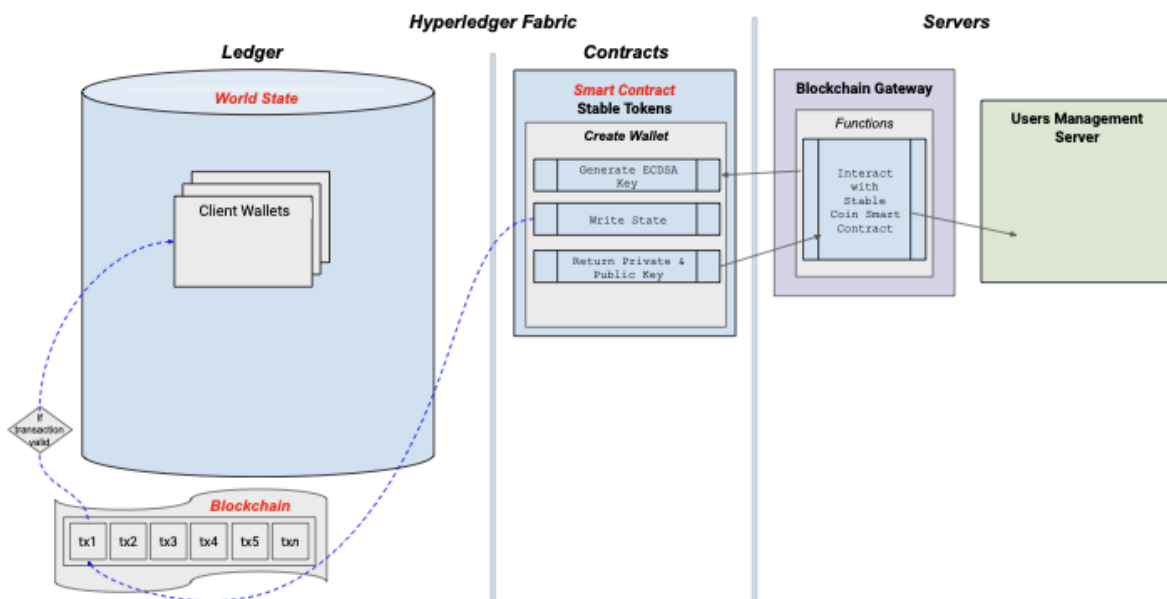 Hyperledger Fabric
Servers
Ledger
Contracts
World State
Client Wallets
If
transaction
valid
Blockchain
tx1 tx2 tx3 tx4 tx5 txn
Smart Contract
Stable Tokens
Create Wallet
Generate ECDSA
Key
Write State
Return Private &
Public Key
Blockchain Gateway
Functions
Interact
with
Stable
Coin Smart
Contract
Users Management
Server